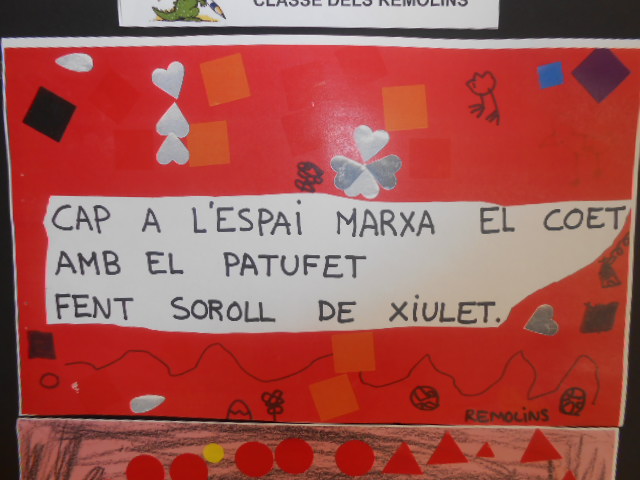 CLASSE DELS REMOLINS
CAP A L'ESPAI MARXA EL COET
AMB EL PATUFET
FENT SOROLL DE XIULET.
REMOLINS